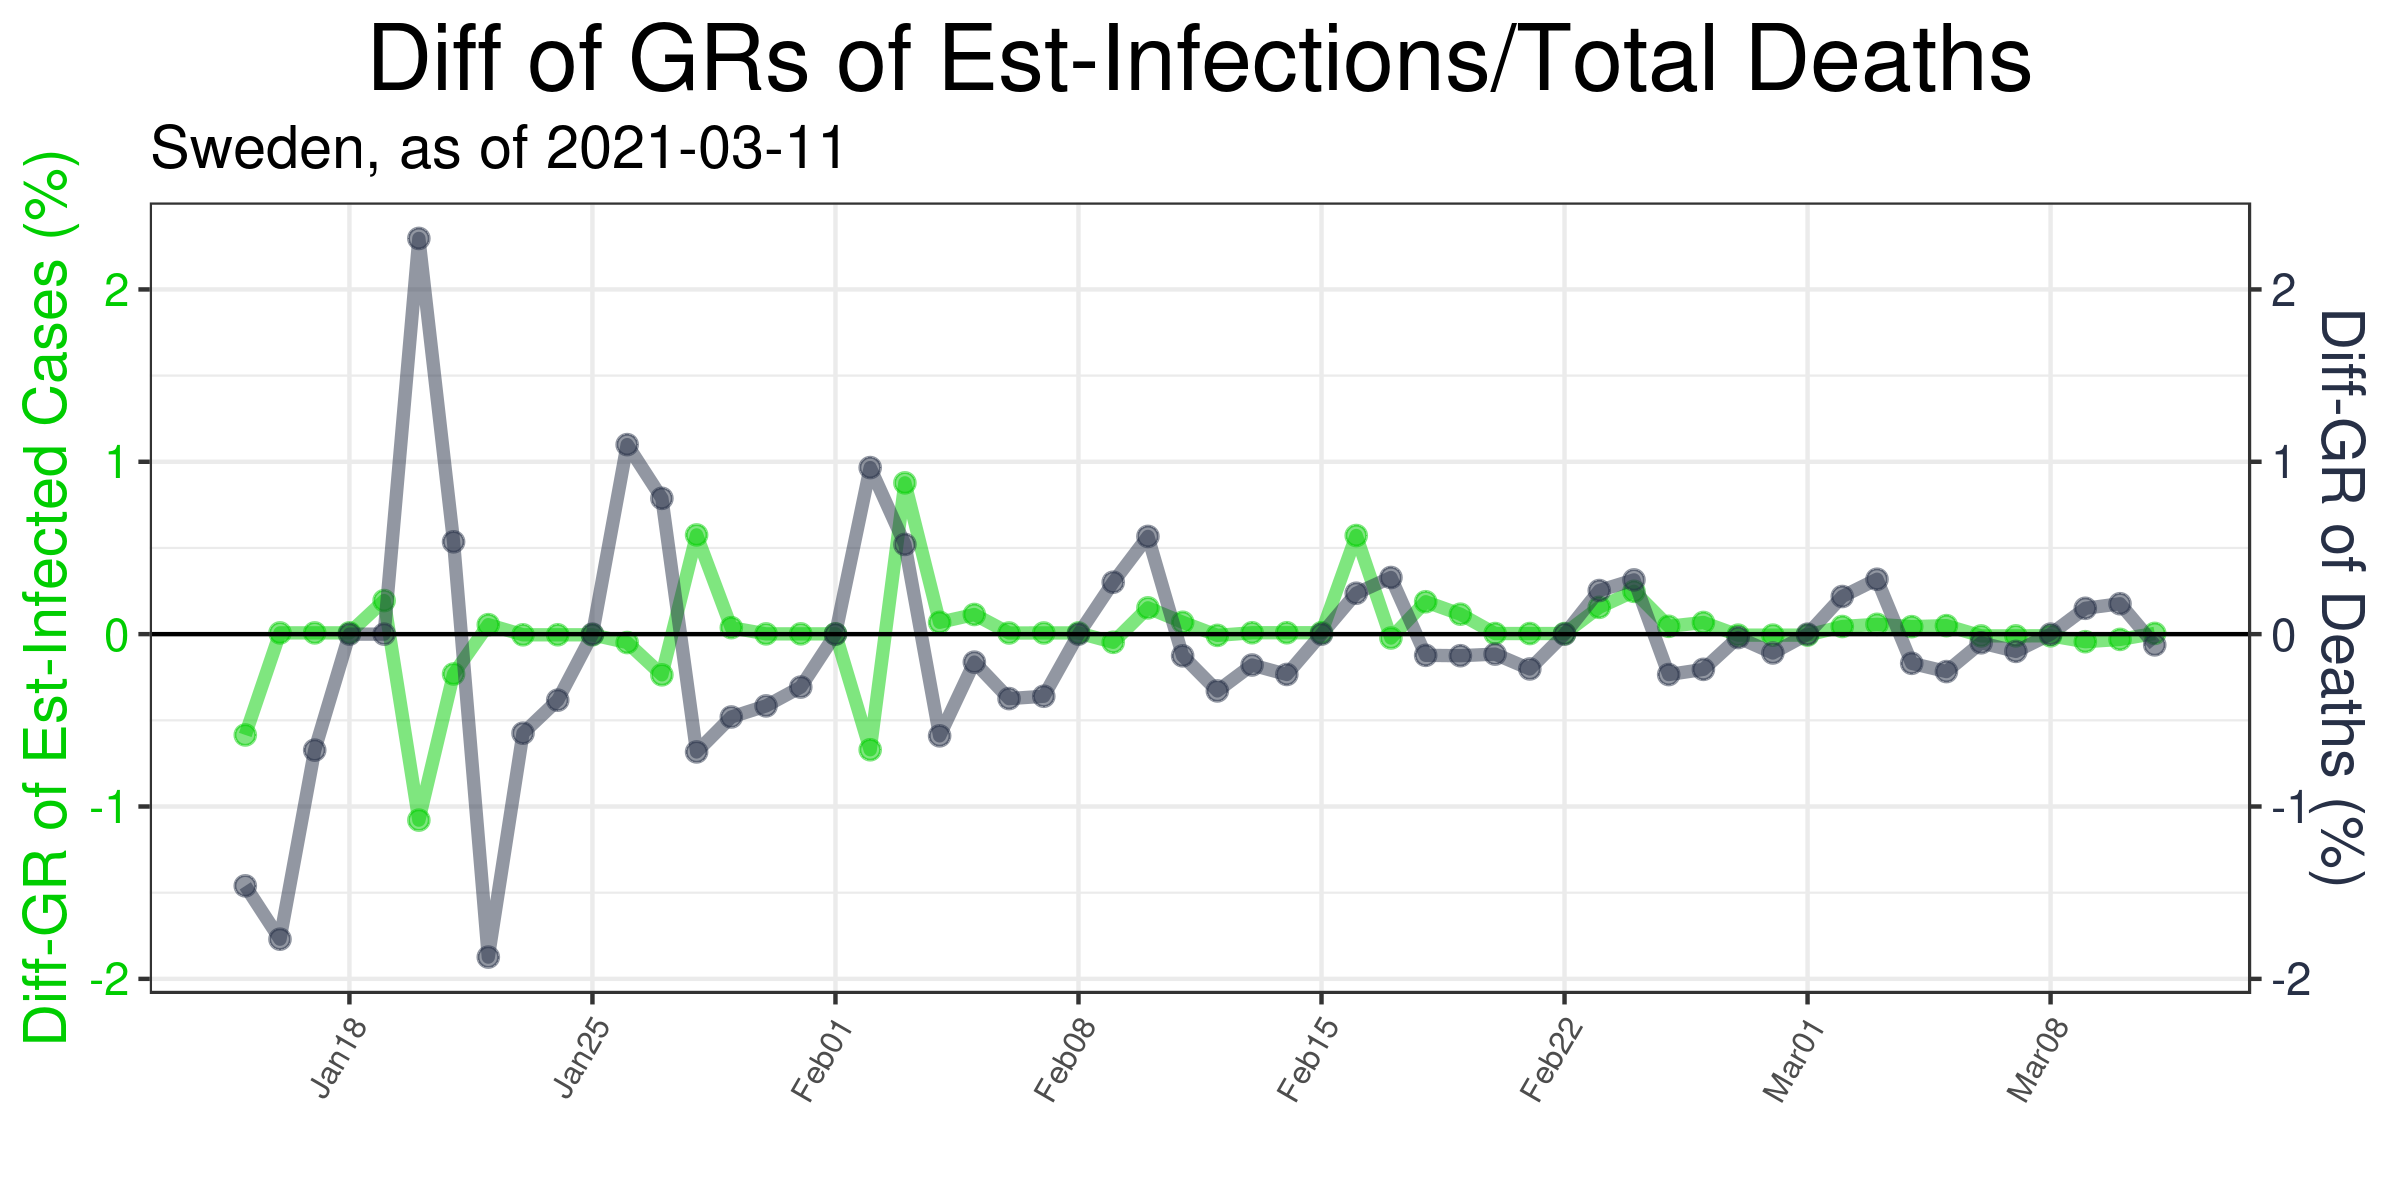 Diff of GRs of Est-Infections/Total Deaths
Sweden, as of 2021-03-11
Diff-GR of Est-Infected Cases (%)
2
1
0
-1
-2
2
1
0
-1
-2
Diff-GR of Deaths (%)
Jan18
Jan25
Feb01
Feb08
Feb15
Feb22
Mar01
Mar08